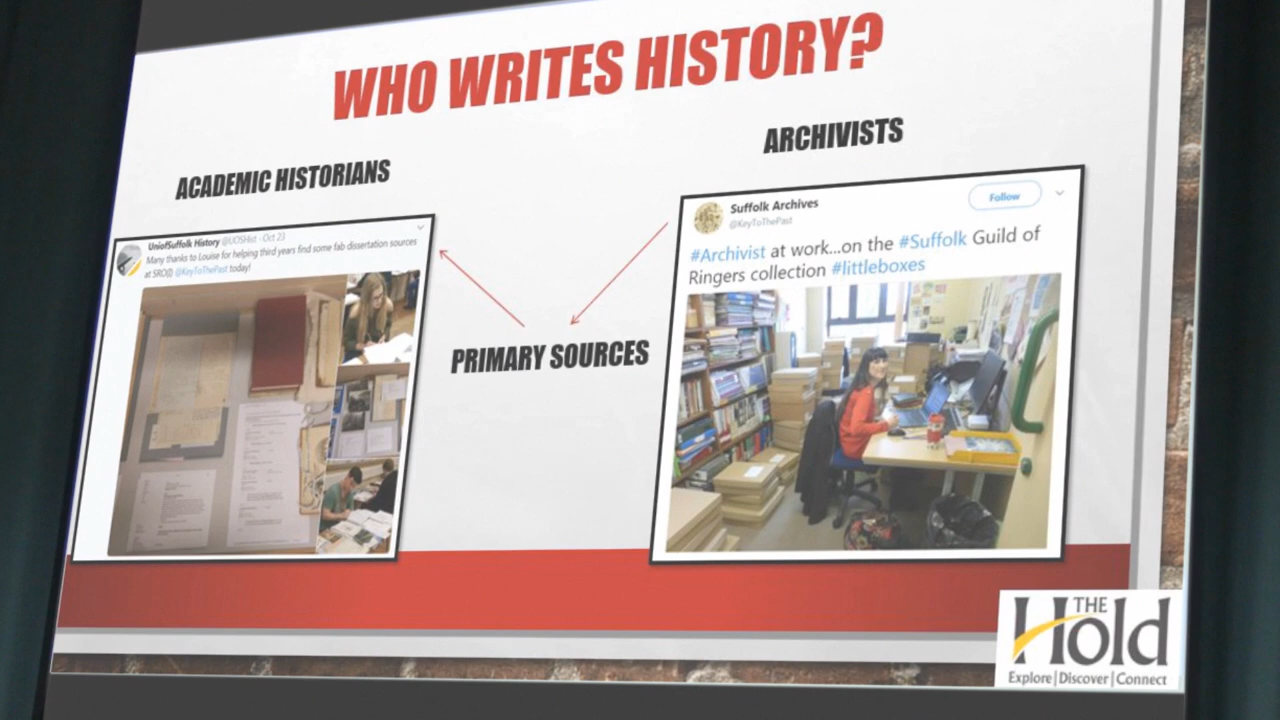 WHO WRITES HISTORY?
ACADEMIC HISTORIANS
ARCHIVISTS
UniofSuffolk History @UOSHist · Oct 23
Many thanks to Louise for helping third years find some fab dissertation sources
at SRO(I) @KeyToThePast today!
Suffolk Archives
@KeyToThePast
Follow
#Archivist at work...on the #Suffolk Guild of
Ringers collection #littleboxes
PRIMARY SOURCES
THE
Hold
Explore|Discover|Connect